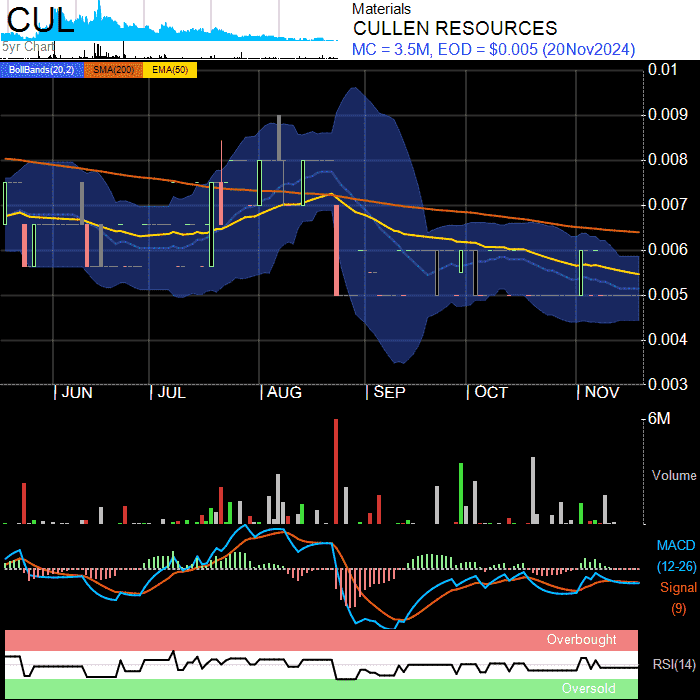 CUL
5yr Chart
Materials
CULLEN RESOURCES
MC = 3.5M, EOD = $0.005 (20Nov2024)
BollBands(20,2) SMA(200) EMA(50)
0.01
0.009
0.008
0.007
0.006
0.005
0.004
0.003
JUN JUL AUG SEP OCT NOV
6M
Volume
MACD
(12-26)
Signal
(9)
Overbought
RSI(14)
Oversold